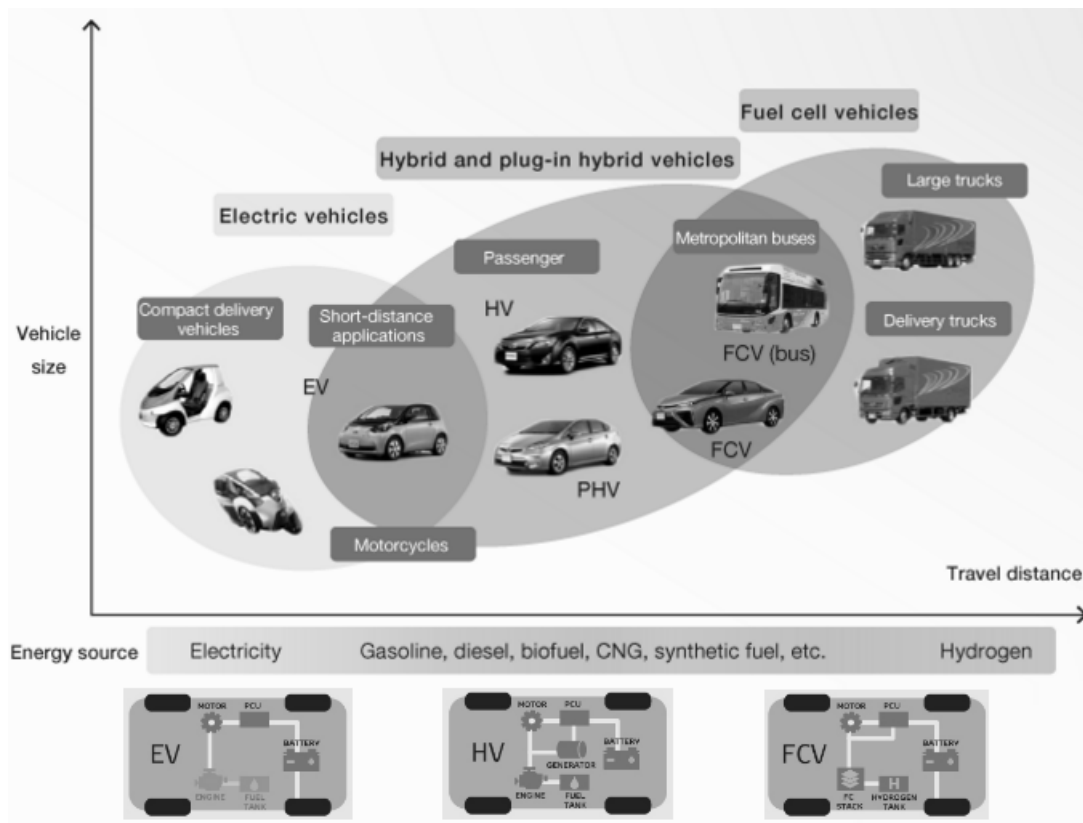 Fuel cell vehicles
Hybrid and plug-in hybrid vehicles
Large trucks
Electric vehicles
Metropolitan buses
Passenger
Compact delivery
vehicles
Short-distance
applications
HV
Delivery trucks
Vehicle
size
FCV (bus)
EV
FCV
PHV
Motorcycles
Travel distance
Energy source
Electricity
Gasoline, diesel, biofuel, CNG, synthetic fuel, etc.
Hydrogen
MOTOR
PCU
EV
BATTERY
ENGINE
FUEL
TANK
MOTOR
PCU
HV
BATTERY
GENERATOR
ENGINE
FUEL
TANK
MOTOR
PCU
FCV
BATTERY
FC
STACK
H
HYDROGEN
TANK